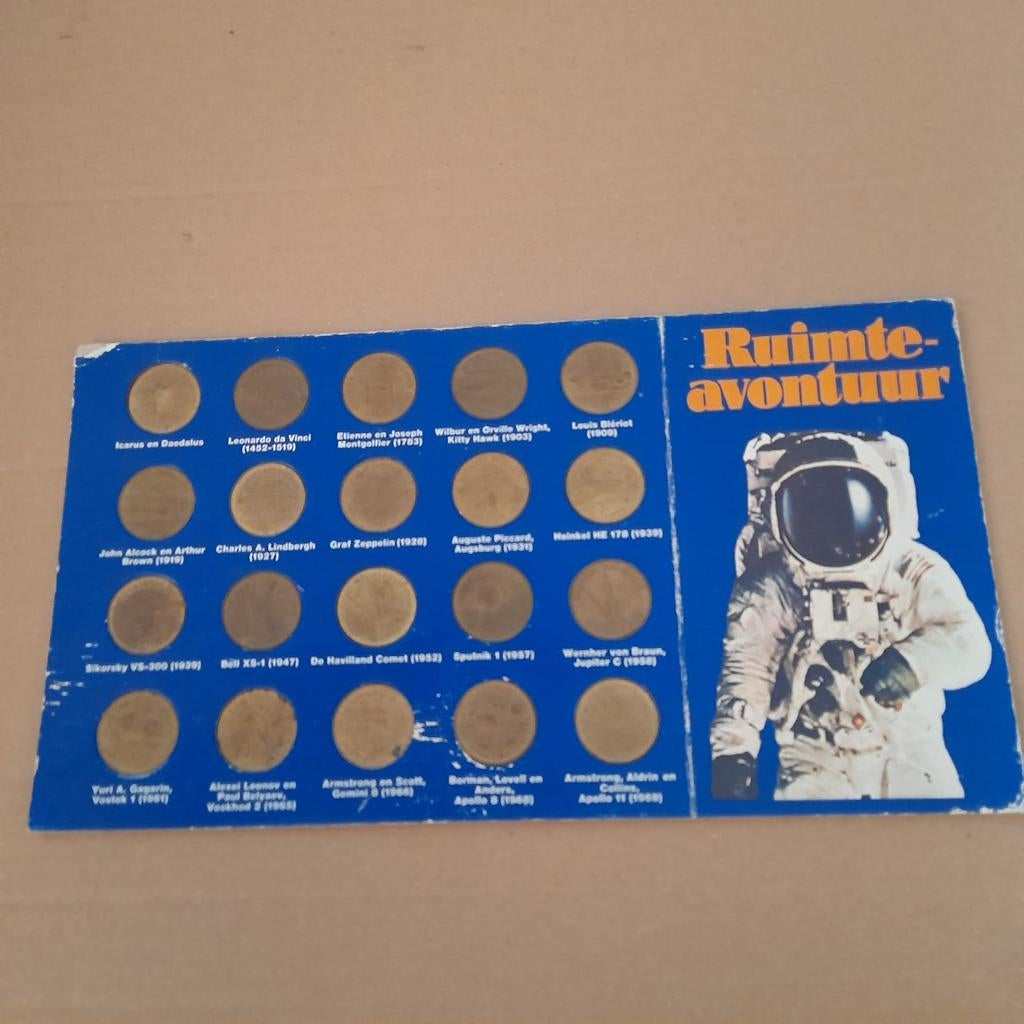 Ruimte-
avontuur
Icarus en Daedalus
Leonardo da Vinci
(1452-1519)
Etienne en Joseph
Montgolfier (1783)
Wilbur en Orville Wright,
Kitty Hawk (1903)
Louis Blériot
(1909)
John Alcock en Arthur
Brown (1919)
Charles A. Lindbergh
(1927)
Graf Zeppelin (1928)
Auguste Piccard,
Augsburg (1931)
Heinkel HE 178 (1939)
Sikorsky VS-300 (1939)
Bell XS-1 (1947)
De Havilland Comet (1952)
Sputnik 1 (1957)
Wernher von Braun,
Jupiter C (1958)
Yuri A. Gagarin,
Vostok 1 (1961)
Alexei Leonov en
Paul Belyaev,
Voskhod 2 (1965)
Armstrong en Scott,
Gemini 8 (1966)
Borman, Lovell en
Anders,
Apollo 8 (1968)
Armstrong, Aldrin en
Collins,
Apollo 11 (1969)